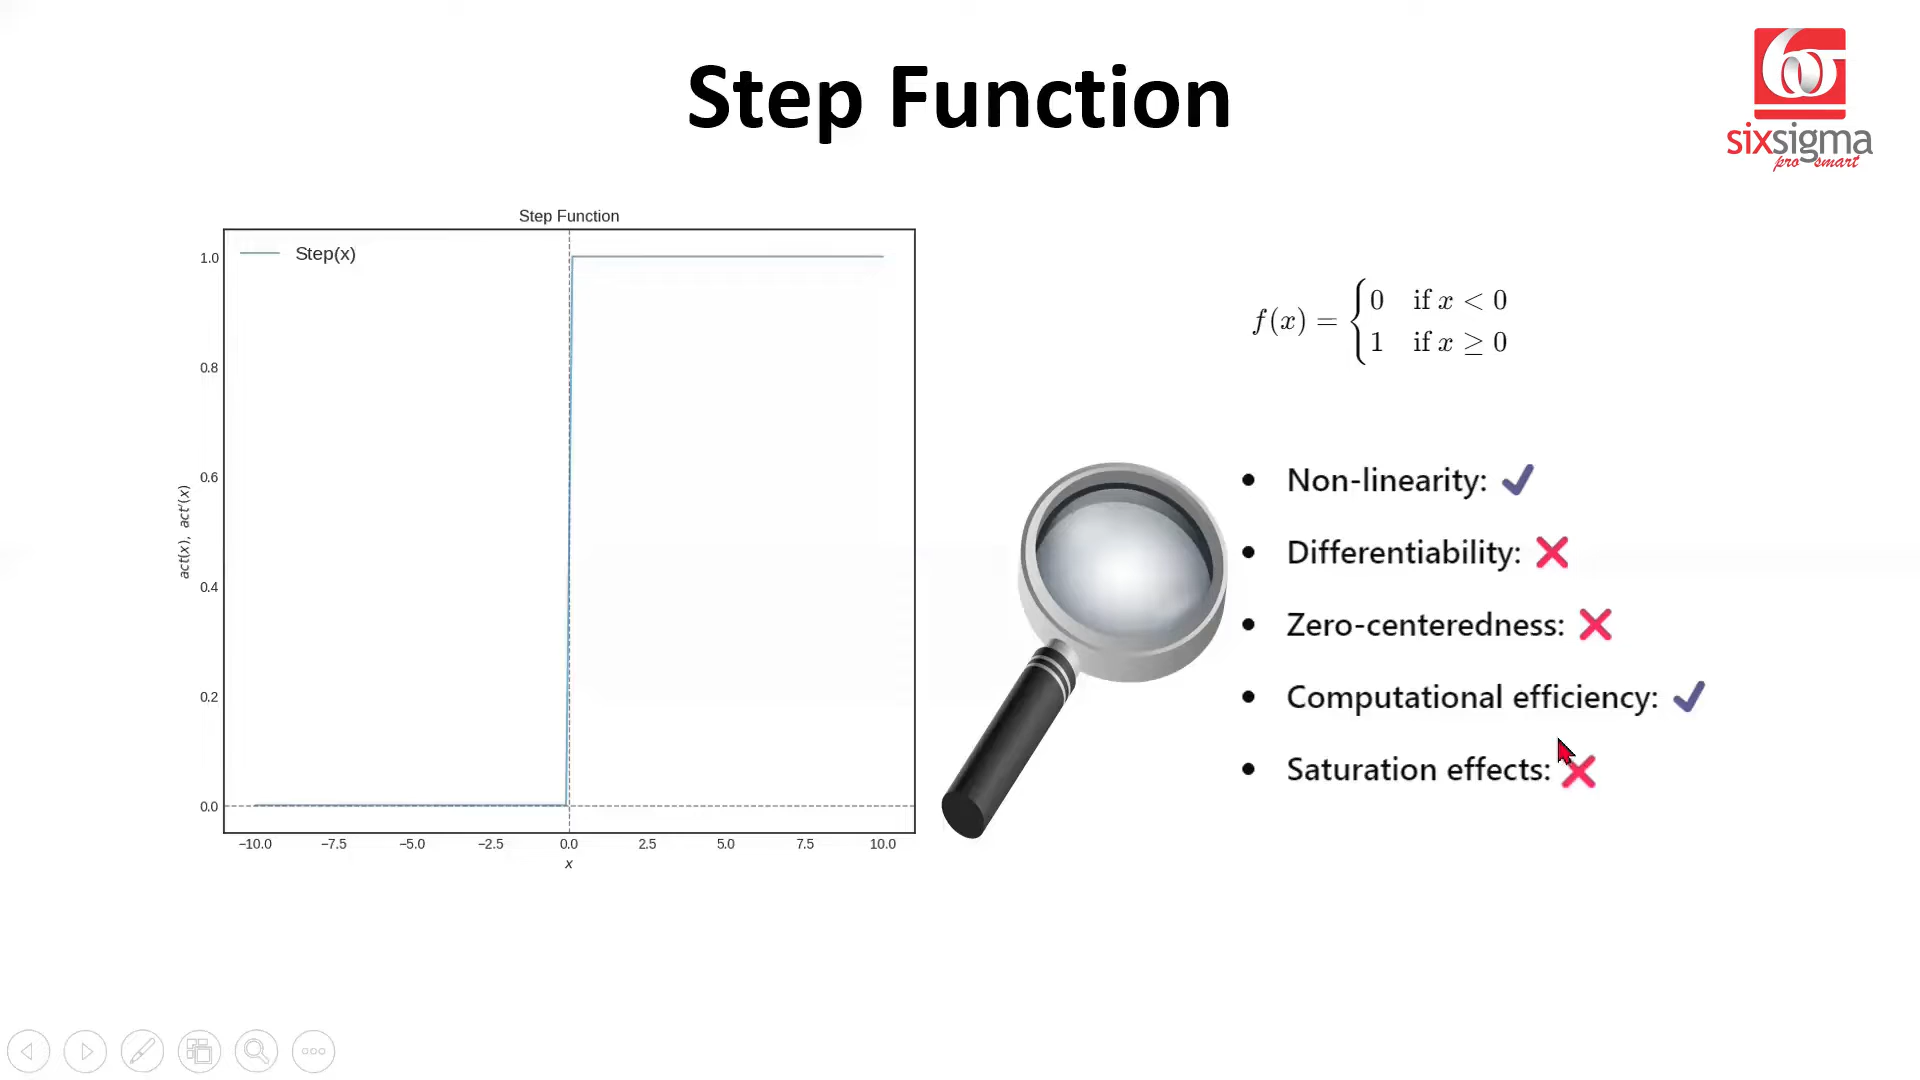 Step Function
sixsigma
pro smart
Step Function
Step(x)
1.0
0.8
0.6
0.4
0.2
0.0
act(x), act'(x)
−10.0 −7.5 −5.0 −2.5 0.0 2.5 5.0 7.5 10.0
x
f(x) = { 0 if x < 0
1 if x ≥ 0
• Non-linearity: ✔
• Differentiability: ❌
• Zero-centeredness: ❌
• Computational efficiency: ✔
• Saturation effects: ❌